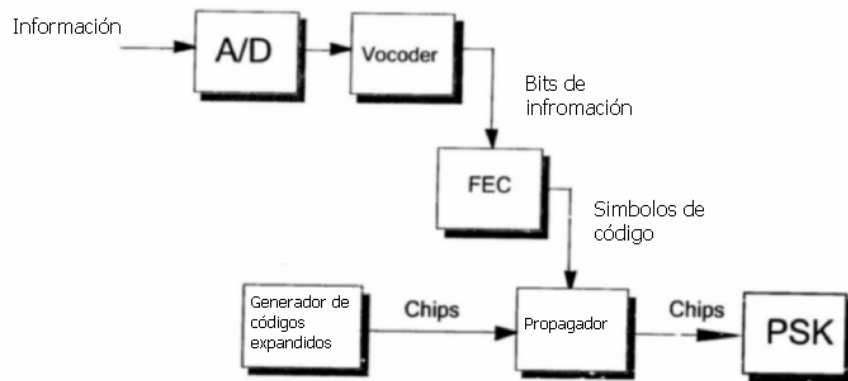 Información
A/D
Vocoder
Bits de
infromación
FEC
Simbolos de
código
Generador de
códigos
expandidos
Chips
Propagador
Chips
PSK